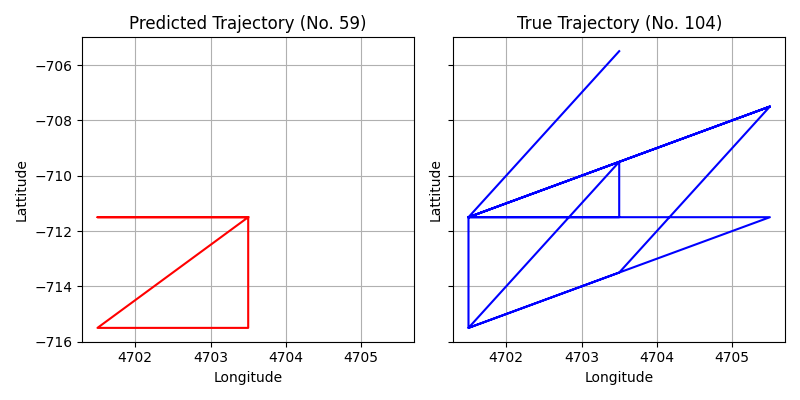 Predicted Trajectory (No. 59)
True Trajectory (No. 104)
Lattitude
−706
−708
−710
−712
−714
−716
4702 4703 4704 4705
Longitude
Lattitude
4702 4703 4704 4705
Longitude